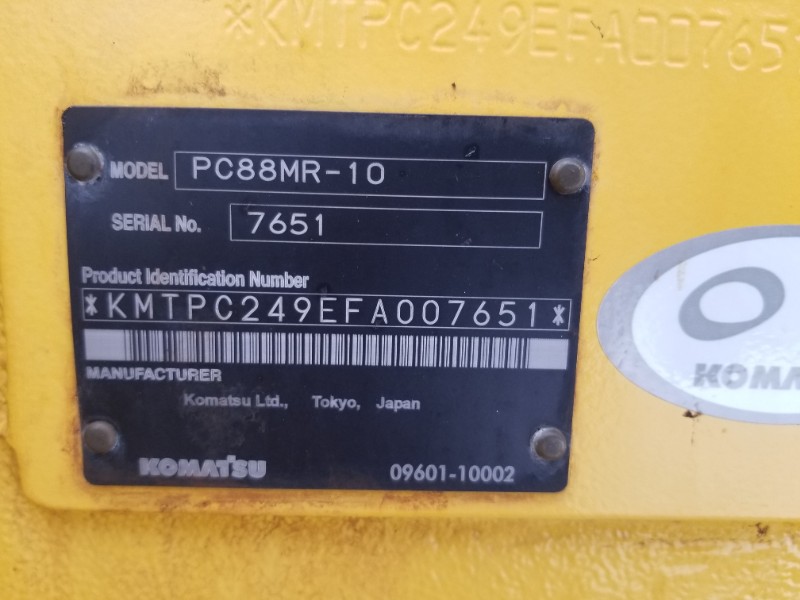 *KMTPC249EFA007651
MODEL PC88MR-10
SERIAL No. 7651
Product Identification Number
*KMTPC249EFA007651*
MANUFACTURER
Komatsu Ltd., Tokyo, Japan
KOMATSU 09601-10002
KOMA